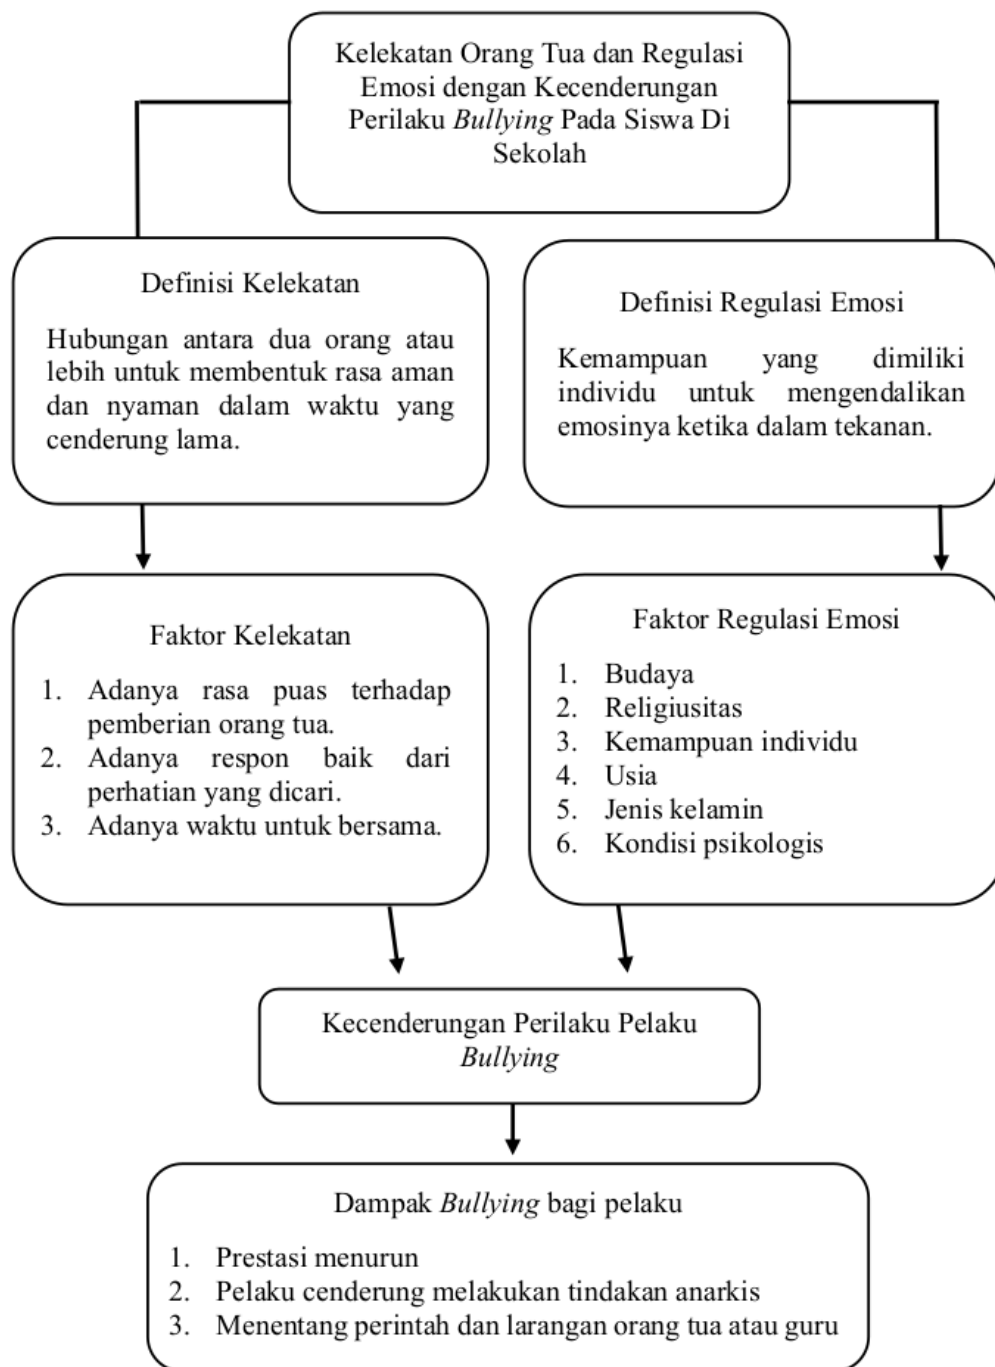 Kelekatan Orang Tua dan Regulasi
Emosi dengan Kecenderungan
Perilaku Bullying Pada Siswa Di
Sekolah
Definisi Kelekatan
Hubungan antara dua orang atau
lebih untuk membentuk rasa aman
dan nyaman dalam waktu yang
cenderung lama.
Definisi Regulasi Emosi
Kemampuan yang dimiliki
individu untuk mengendalikan
emosinya ketika dalam tekanan.
Faktor Kelekatan
1. Adanya rasa puas terhadap
pemberian orang tua.
2. Adanya respon baik dari
perhatian yang dicari.
3. Adanya waktu untuk bersama.
Faktor Regulasi Emosi
1. Budaya
2. Religiusitas
3. Kemampuan individu
4. Usia
5. Jenis kelamin
6. Kondisi psikologis
Kecenderungan Perilaku Pelaku
Bullying
Dampak Bullying bagi pelaku
1. Prestasi menurun
2. Pelaku cenderung melakukan tindakan anarkis
3. Menentang perintah dan larangan orang tua atau guru